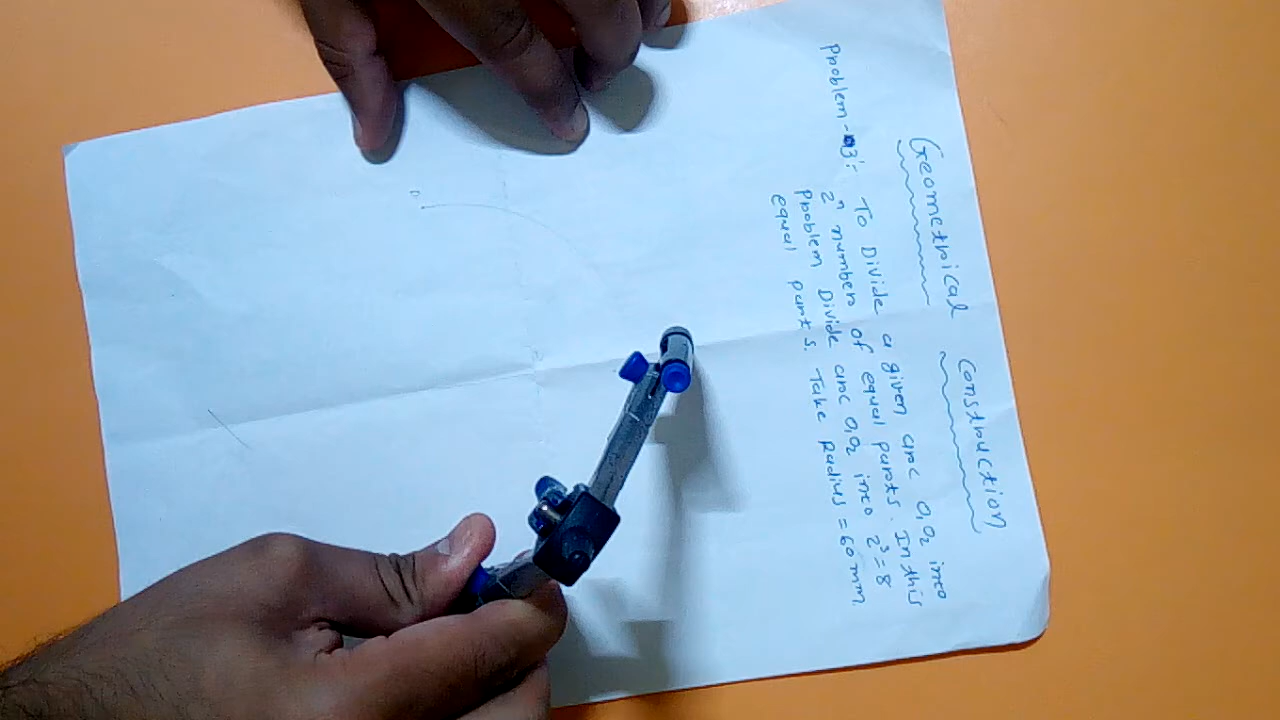 Geometrical Construction
Problem-03:- To Divide a given arc O1O2 into
2ⁿ numbers of equal parts. In this
Problem Divide arc O1O2 into 2³=8
equal parts. Take Radius = 60 mm.